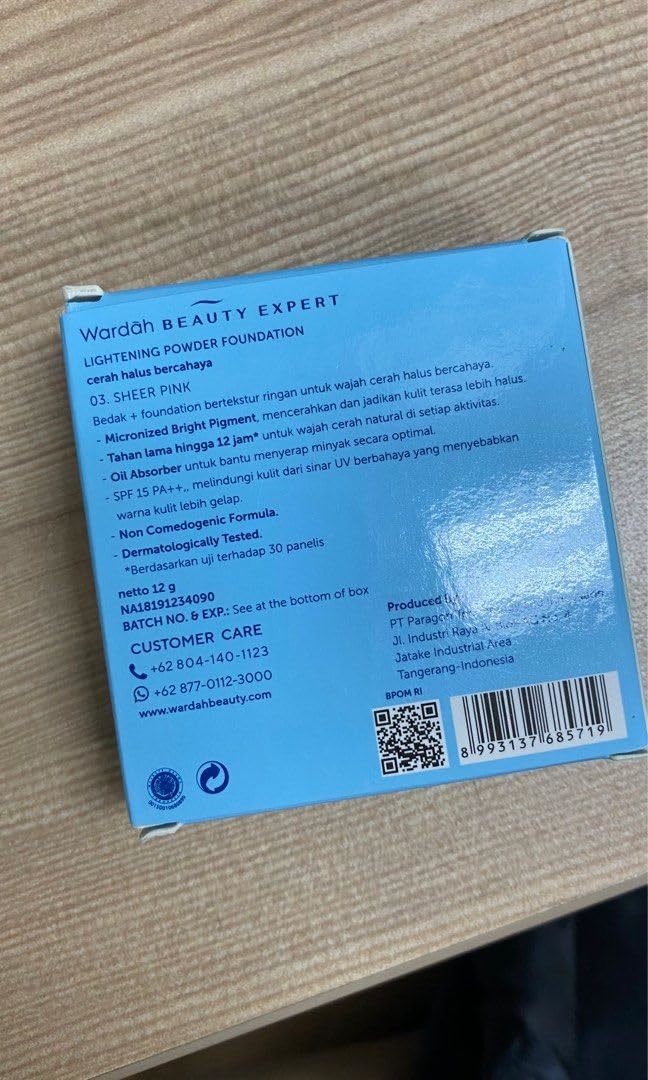 Wardāh BEAUTY EXPERT
LIGHTENING POWDER FOUNDATION
cerah halus bercahaya
03. SHEER PINK
Bedak + foundation bertekstur ringan untuk wajah cerah halus bercahaya.
- Micronized Bright Pigment, mencerahkan dan jadikan kulit terasa lebih halus.
- Tahan lama hingga 12 jam* untuk wajah cerah natural di setiap aktivitas.
- Oil Absorber untuk bantu menyerap minyak secara optimal.
- SPF 15 PA++,, melindungi kulit dari sinar UV berbahaya yang menyebabkan
warna kulit lebih gelap.
- Non Comedogenic Formula.
- Dermatologically Tested.
*Berdasarkan uji terhadap 30 panelis
netto 12 g
NA18191234090
BATCH NO. & EXP.: See at the bottom of box
CUSTOMER CARE
+62 804-140-1123
+62 877-0112-3000
www.wardahbeauty.com
Produced by
PT Paragon
Jl. Industri Raya
Jatake Industrial Area
Tangerang-Indonesia
BPOM RI
8 993137 685719